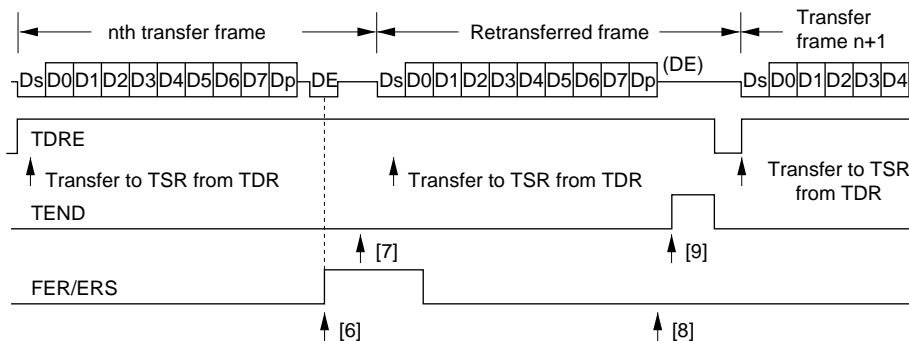 nth transfer frame
Retransferred frame
Transfer
frame n+1
Ds D0 D1 D2 D3 D4 D5 D6 D7 Dp DE Ds D0 D1 D2 D3 D4 D5 D6 D7 Dp (DE) Ds D0 D1 D2 D3 D4
TDRE
Transfer to TSR from TDR
Transfer to TSR from TDR
Transfer to TSR
from TDR
TEND
[7]
[9]
FER/ERS
[6]
[8]